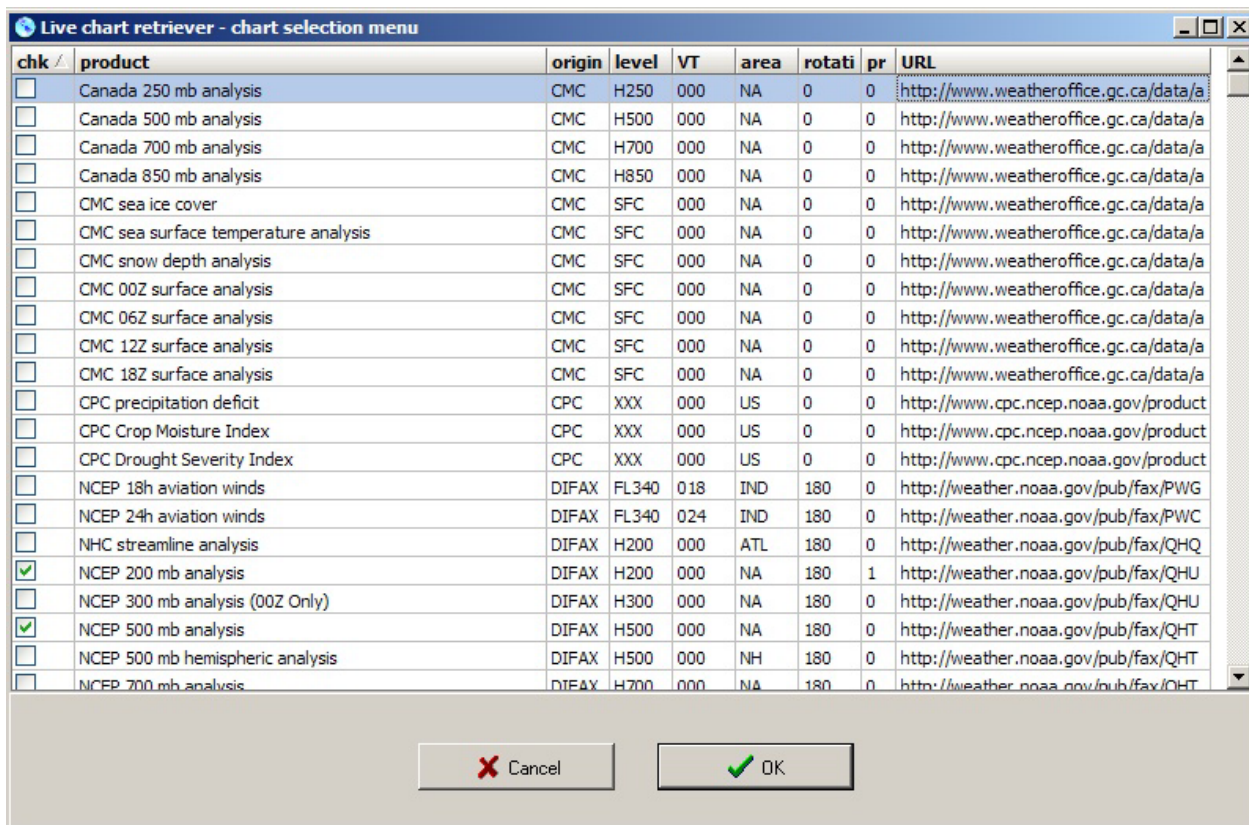 Live chart retriever - chart selection menu
chk product origin level VT area rotati pr URL
Canada 250 mb analysis CMC H250 000 NA 0 0 http://www.weatheroffice.gc.ca/data/a
Canada 500 mb analysis CMC H500 000 NA 0 0 http://www.weatheroffice.gc.ca/data/a
Canada 700 mb analysis CMC H700 000 NA 0 0 http://www.weatheroffice.gc.ca/data/a
Canada 850 mb analysis CMC H850 000 NA 0 0 http://www.weatheroffice.gc.ca/data/a
CMC sea ice cover CMC SFC 000 NA 0 0 http://www.weatheroffice.gc.ca/data/a
CMC sea surface temperature analysis CMC SFC 000 NA 0 0 http://www.weatheroffice.gc.ca/data/a
CMC snow depth analysis CMC SFC 000 NA 0 0 http://www.weatheroffice.gc.ca/data/a
CMC 00Z surface analysis CMC SFC 000 NA 0 0 http://www.weatheroffice.gc.ca/data/a
CMC 06Z surface analysis CMC SFC 000 NA 0 0 http://www.weatheroffice.gc.ca/data/a
CMC 12Z surface analysis CMC SFC 000 NA 0 0 http://www.weatheroffice.gc.ca/data/a
CMC 18Z surface analysis CMC SFC 000 NA 0 0 http://www.weatheroffice.gc.ca/data/a
CPC precipitation deficit CPC XXX 000 US 0 0 http://www.cpc.ncep.noaa.gov/product
CPC Crop Moisture Index CPC XXX 000 US 0 0 http://www.cpc.ncep.noaa.gov/product
CPC Drought Severity Index CPC XXX 000 US 0 0 http://www.cpc.ncep.noaa.gov/product
NCEP 18h aviation winds DIFAX FL340 018 IND 180 0 http://weather.noaa.gov/pub/fax/PWG
NCEP 24h aviation winds DIFAX FL340 024 IND 180 0 http://weather.noaa.gov/pub/fax/PWC
NHC streamline analysis DIFAX H200 000 ATL 180 0 http://weather.noaa.gov/pub/fax/QHQ
NCEP 200 mb analysis DIFAX H200 000 NA 180 1 http://weather.noaa.gov/pub/fax/QHU
NCEP 300 mb analysis (00Z Only) DIFAX H300 000 NA 180 0 http://weather.noaa.gov/pub/fax/QHU
NCEP 500 mb analysis DIFAX H500 000 NA 180 0 http://weather.noaa.gov/pub/fax/QHT
NCEP 500 mb hemispheric analysis DIFAX H500 000 NH 180 0 http://weather.noaa.gov/pub/fax/QHT
NCEP 700 mb analysis DIFAX H700 000 NA 180 0 http://weather.noaa.gov/pub/fax/QHT
Cancel OK